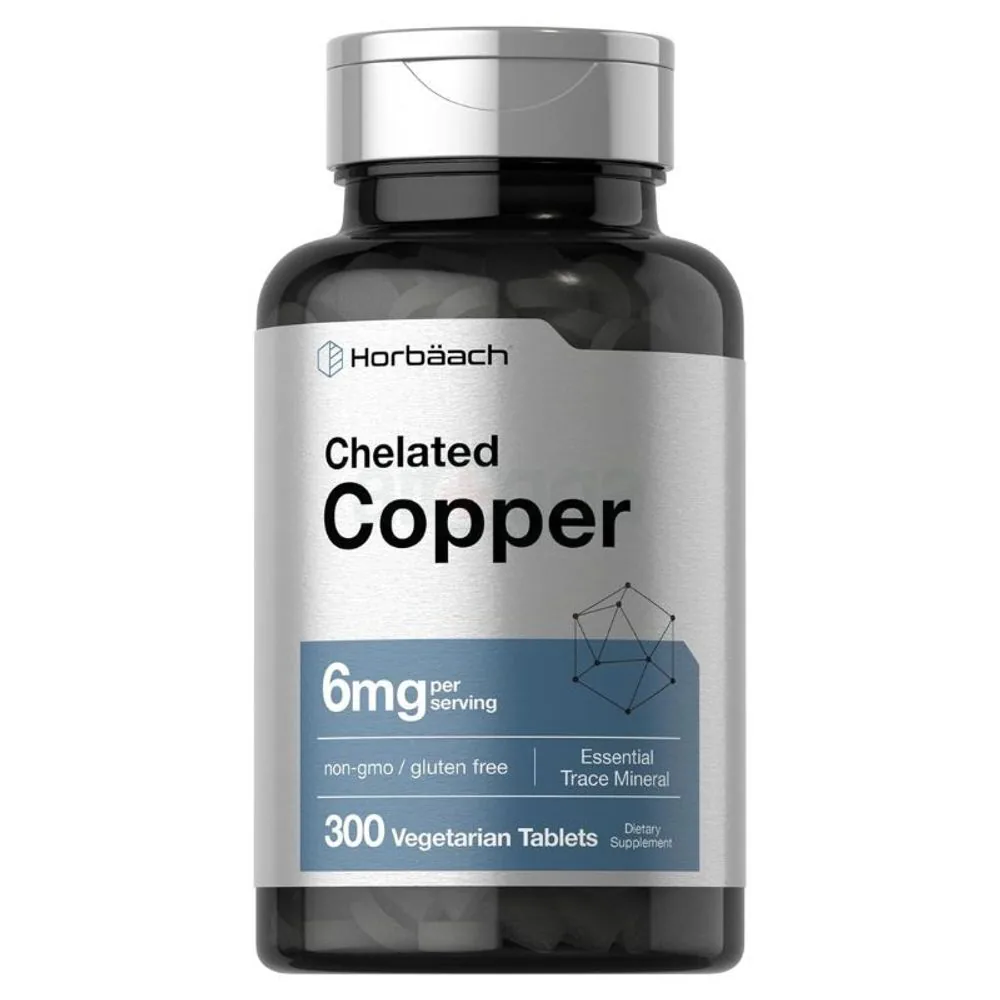 Horbäach
Chelated
Copper
6mg per
serving
non-gmo / gluten free
Essential
Trace Mineral
300 Vegetarian Tablets
Dietary
Supplement